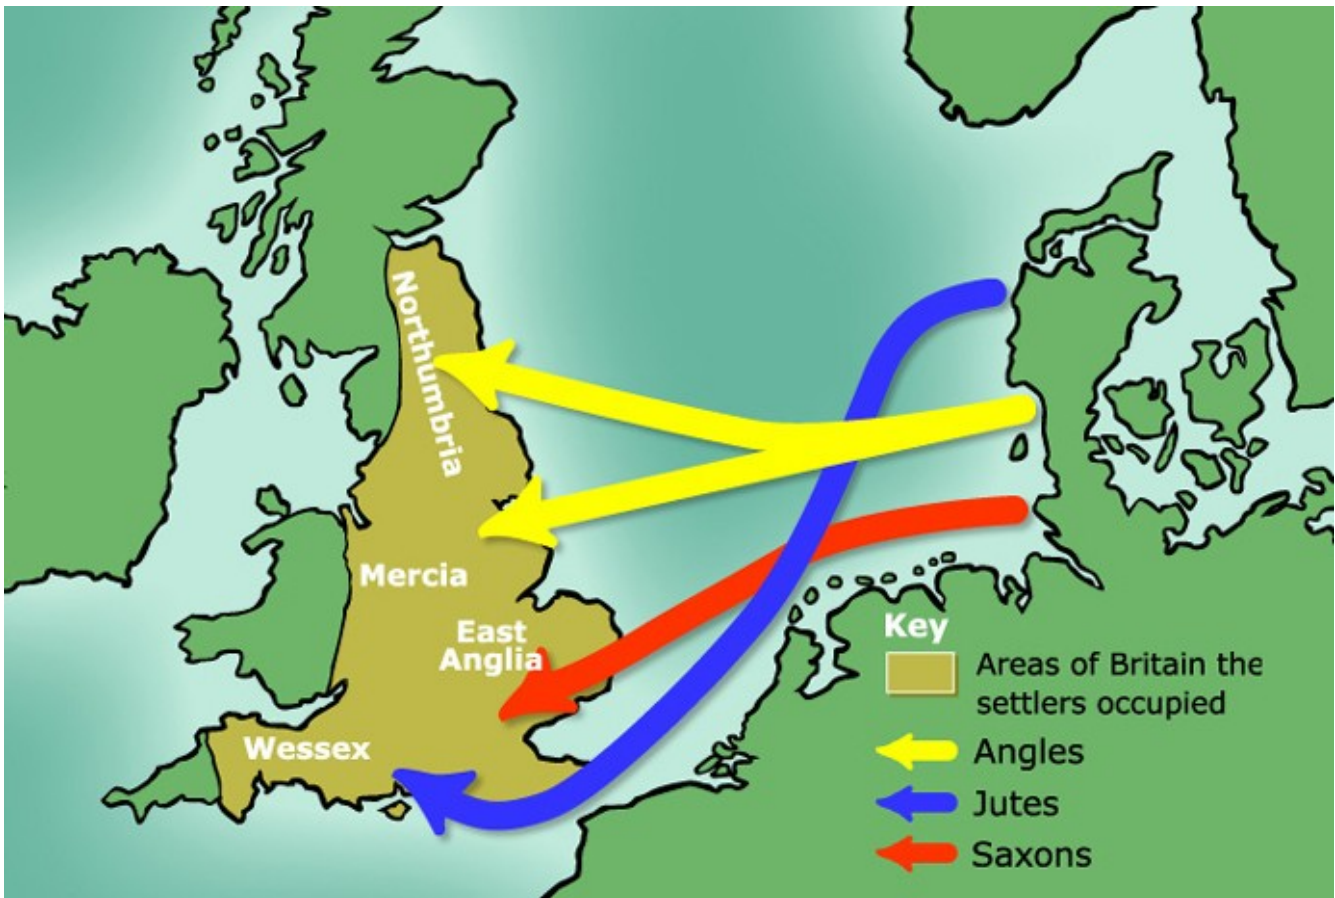 Northumbria
Mercia
East
Anglia
Wessex
Key
Areas of Britain the
settlers occupied
Angles
Jutes
Saxons